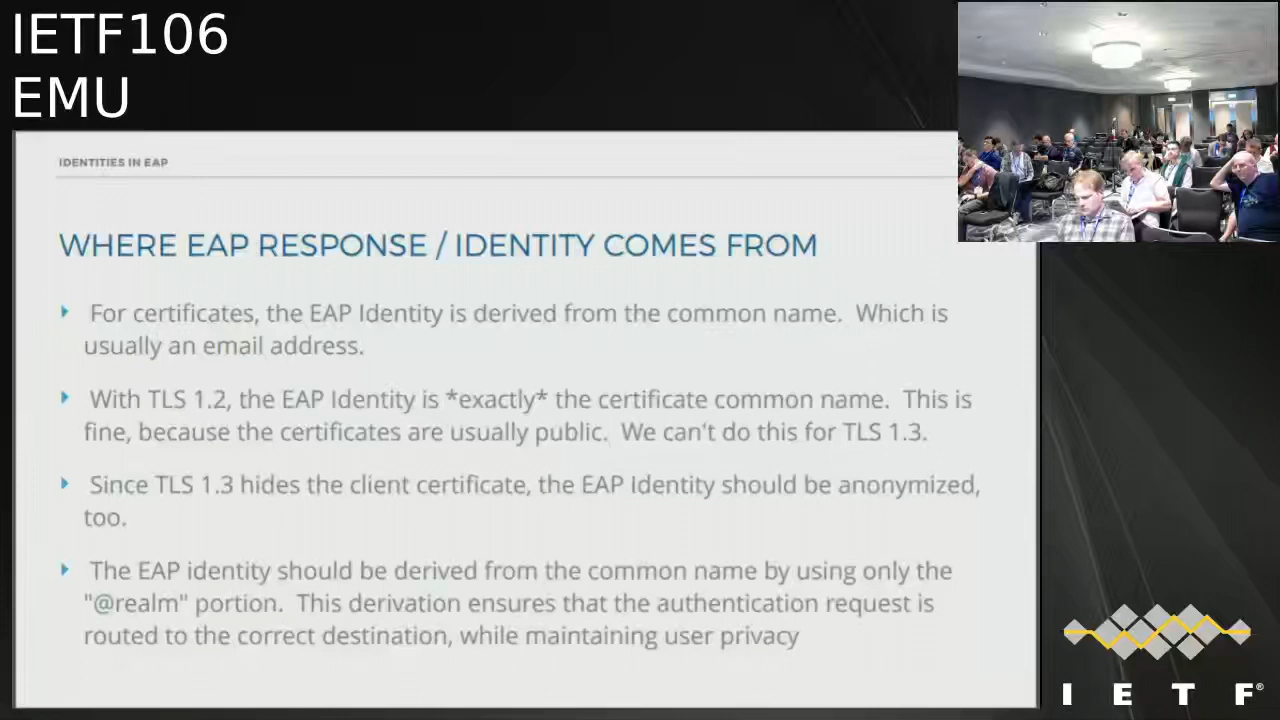 IETF106
EMU
IDENTITIES IN EAP
WHERE EAP RESPONSE / IDENTITY COMES FROM
For certificates, the EAP Identity is derived from the common name.  Which is
usually an email address.
With TLS 1.2, the EAP Identity is *exactly* the certificate common name.  This is
fine, because the certificates are usually public.  We can't do this for TLS 1.3.
Since TLS 1.3 hides the client certificate, the EAP Identity should be anonymized,
too.
The EAP identity should be derived from the common name by using only the
"@realm" portion.  This derivation ensures that the authentication request is
routed to the correct destination, while maintaining user privacy
I E T F®